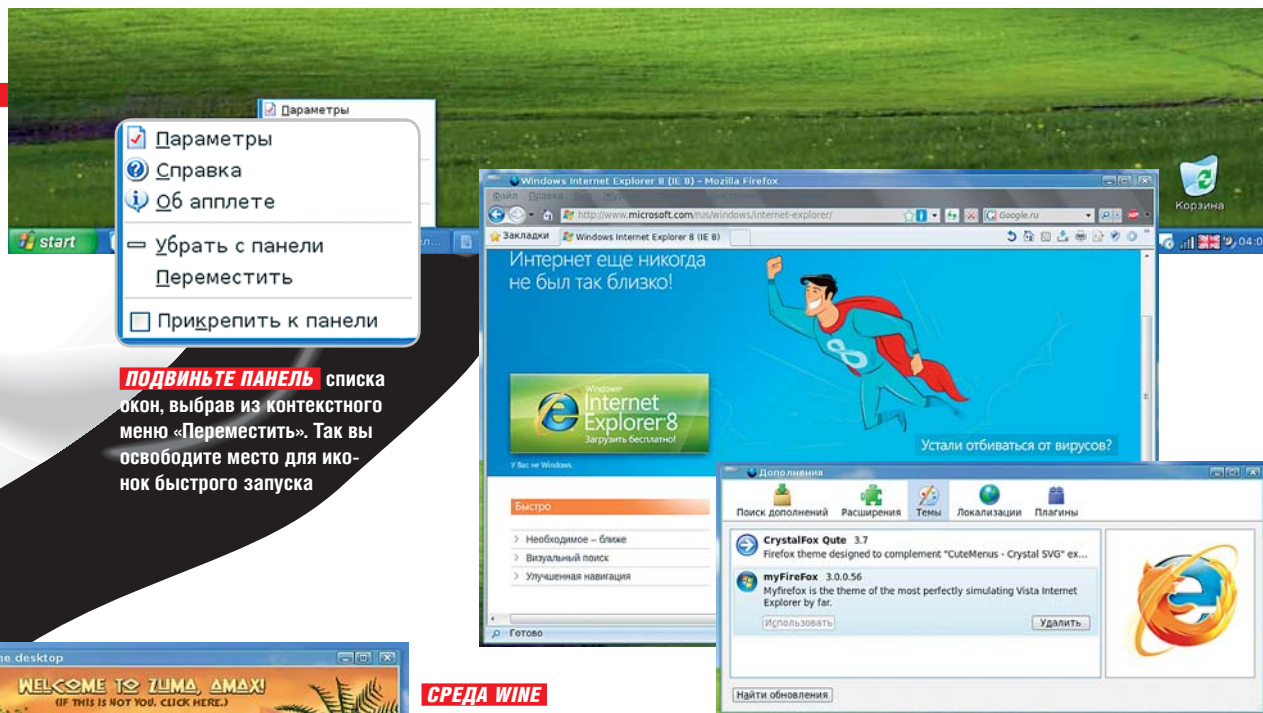 Параметры
Параметры
Справка
Об апплете
Убрать с панели
Переместить
Прикрепить к панели
start
Корзина
04:0
ПОДВИНЬТЕ ПАНЕЛЬ списка
окон, выбрав из контекстного
меню «Переместить». Так вы
освободите место для ико-
нок быстрого запуска
Windows Internet Explorer 8 (IE 8) - Mozilla Firefox
Файл Правка
http://www.microsoft.com/rus/windows/internet-explorer/
Google.ru
Закладки
Windows Internet Explorer 8 (IE 8)
Интернет еще никогда
не был так близко!
Windows
Internet
Explorer 8
Загрузить бесплатно!
У Вас не Windows.
Устали отбиваться от вирусов?
Быстро
> Необходимое – ближе
> Визуальный поиск
> Улучшенная навигация
Готово
Дополнения
Поиск дополнений Расширения Темы Локализации Плагины
CrystalFox Qute 3.7
Firefox theme designed to complement "CuteMenus - Crystal SVG" ex...
myFireFox 3.0.0.56
Myfirefox is the theme of the most perfectly simulating Vista Internet
Explorer by far.
Использовать
Удалить
Найти обновления
ne desktop
WELCOME TO ZUMA, AMAX!
(IF THIS IS NOT YOU, CLICK HERE.)
СРЕДА WINE